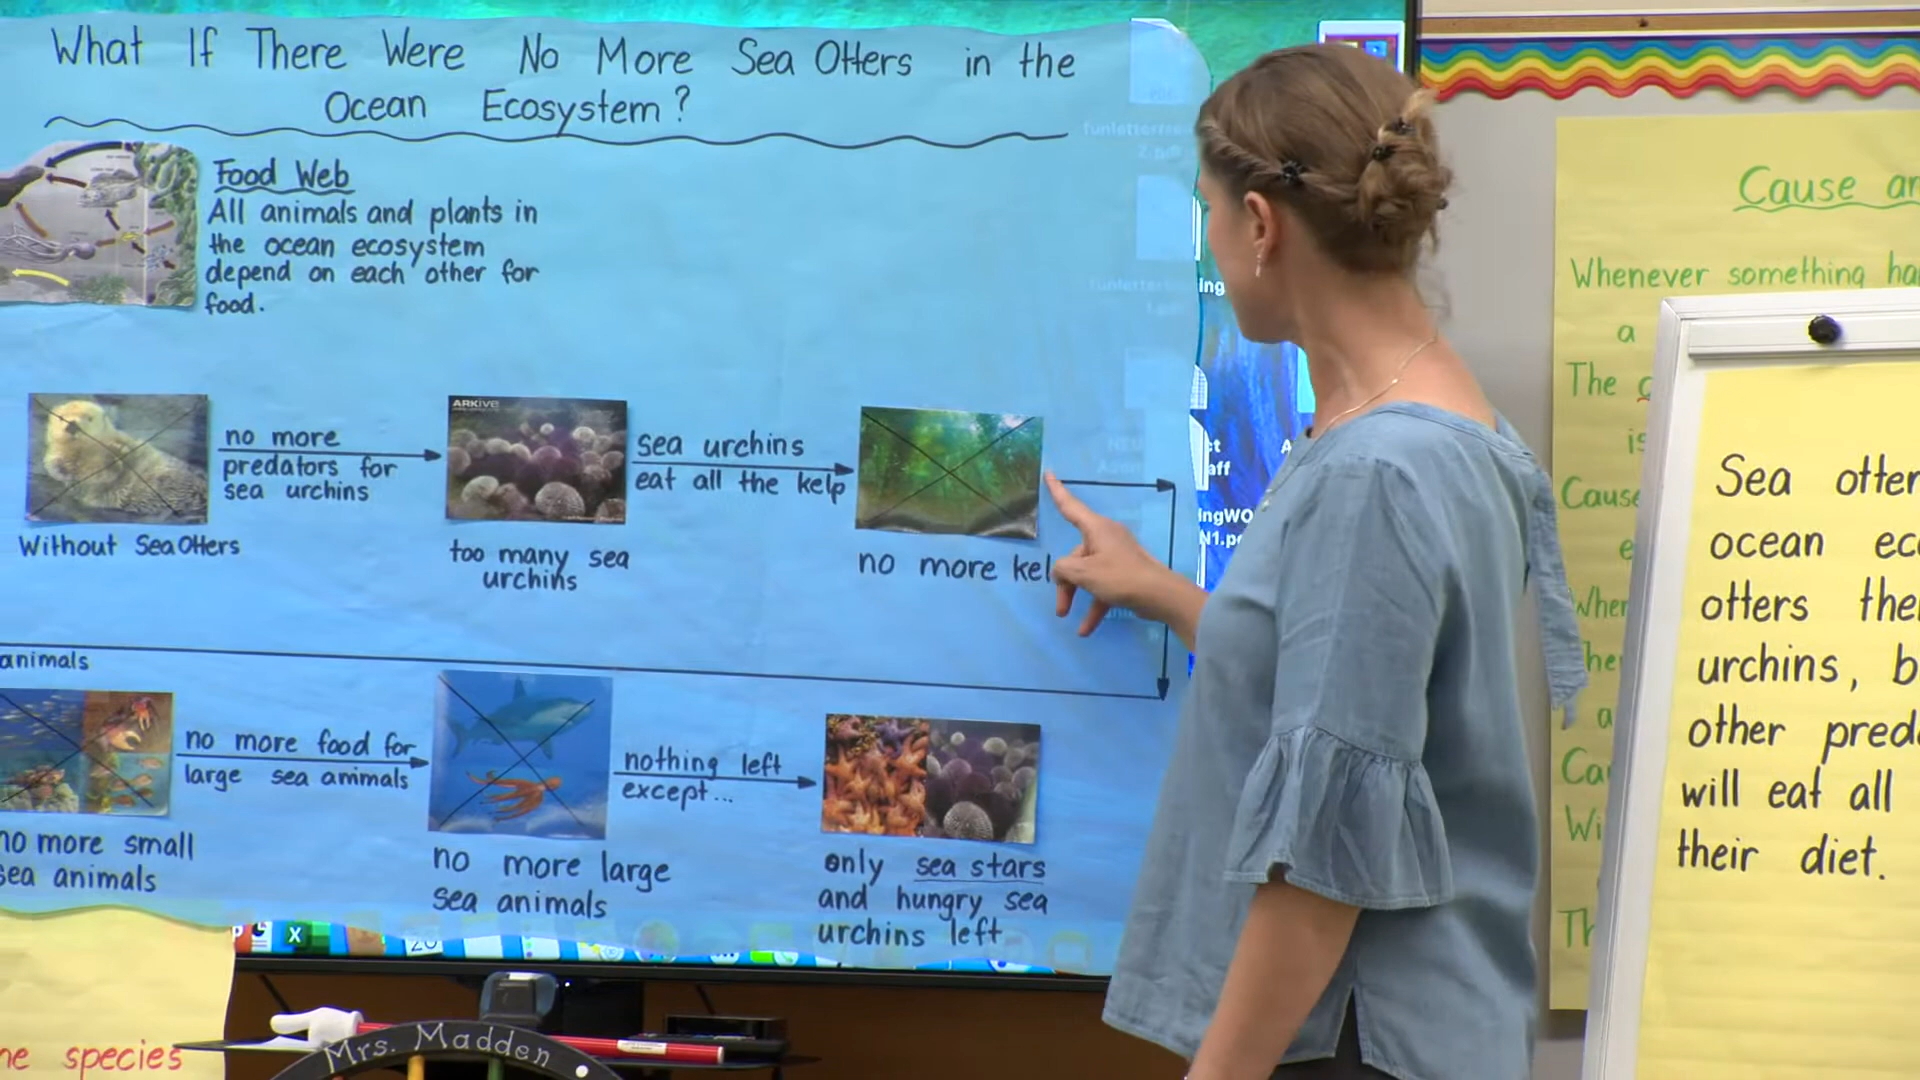 What If There Were No More Sea Otters in the
Ocean Ecosystem?
Food Web
All animals and plants in
the ocean ecosystem
depend on each other for
food.
no more
predators for
sea urchins
Without Sea Otters
ARKive
too many sea
urchins
sea urchins
eat all the kelp
no more kel
animals
no more small
sea animals
no more food for
large sea animals
no more large
sea animals
nothing left
except...
only sea stars
and hungry sea
urchins left
Cause
Whenever something
a
The
Cause
Sea otter
ocean
otters
urchins,
other
will eat all
their diet.
species
Mrs. Madden